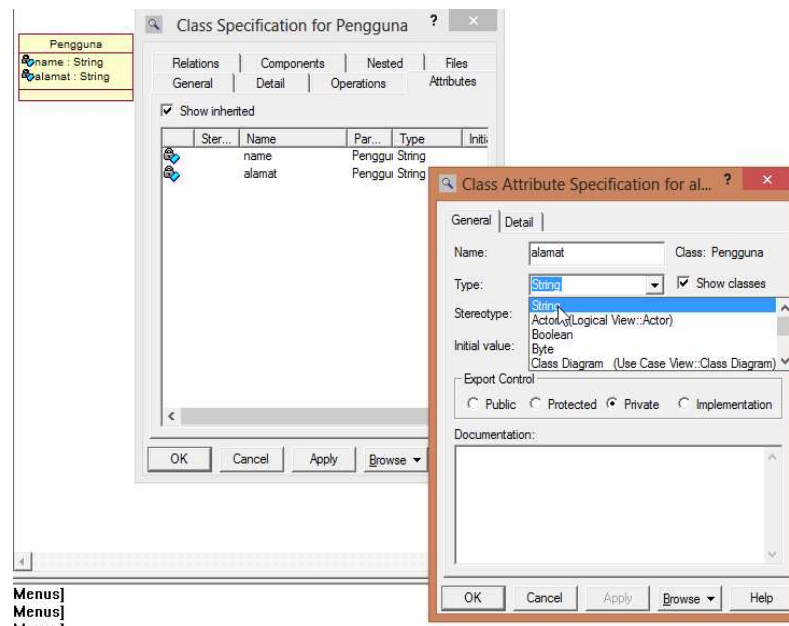 Pengguna
name : String
alamat : String
Class Specification for Pengguna ?
Relations Components Nested Files
General Detail Operations Attributes
Show inherited
Ster... Name Par... Type Initi
name Penggu String
alamat Penggu String
OK Cancel Apply Browse
Class Attribute Specification for al... ?
General Detail
Name: alamat Class: Pengguna
Type: String Show classes
Stereotype:
Initial value:
String
Actor (Logical View::Actor)
Boolean
Byte
Class Diagram (Use Case View::Class Diagram)
Export Control
Public Protected Private Implementation
Documentation:
OK Cancel Apply Browse Help
Menus]
Menus]